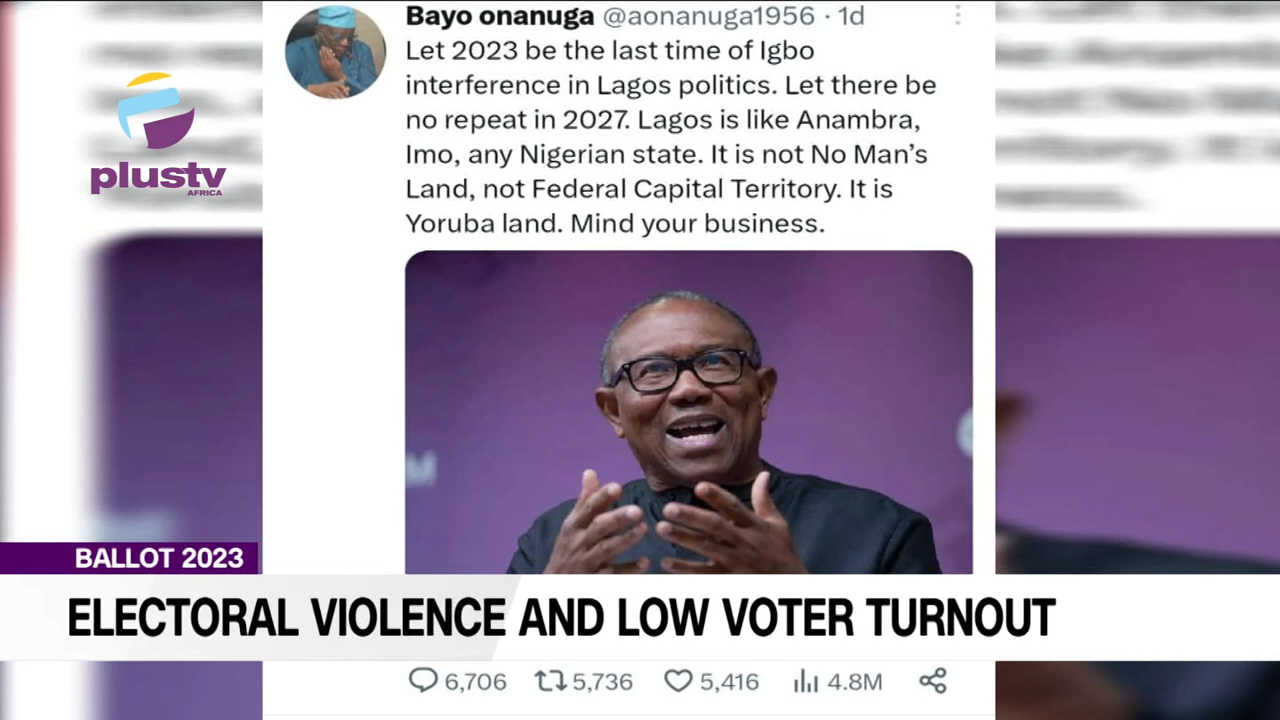 Bayo onanuga @aonanuga1956 · 1d
Let 2023 be the last time of Igbo
interference in Lagos politics. Let there be
no repeat in 2027. Lagos is like Anambra,
Imo, any Nigerian state. It is not No Man's
Land, not Federal Capital Territory. It is
Yoruba land. Mind your business.
plustv
AFRICA
M
BALLOT 2023
ELECTORAL VIOLENCE AND LOW VOTER TURNOUT
6,706 5,736 5,416 4.8M